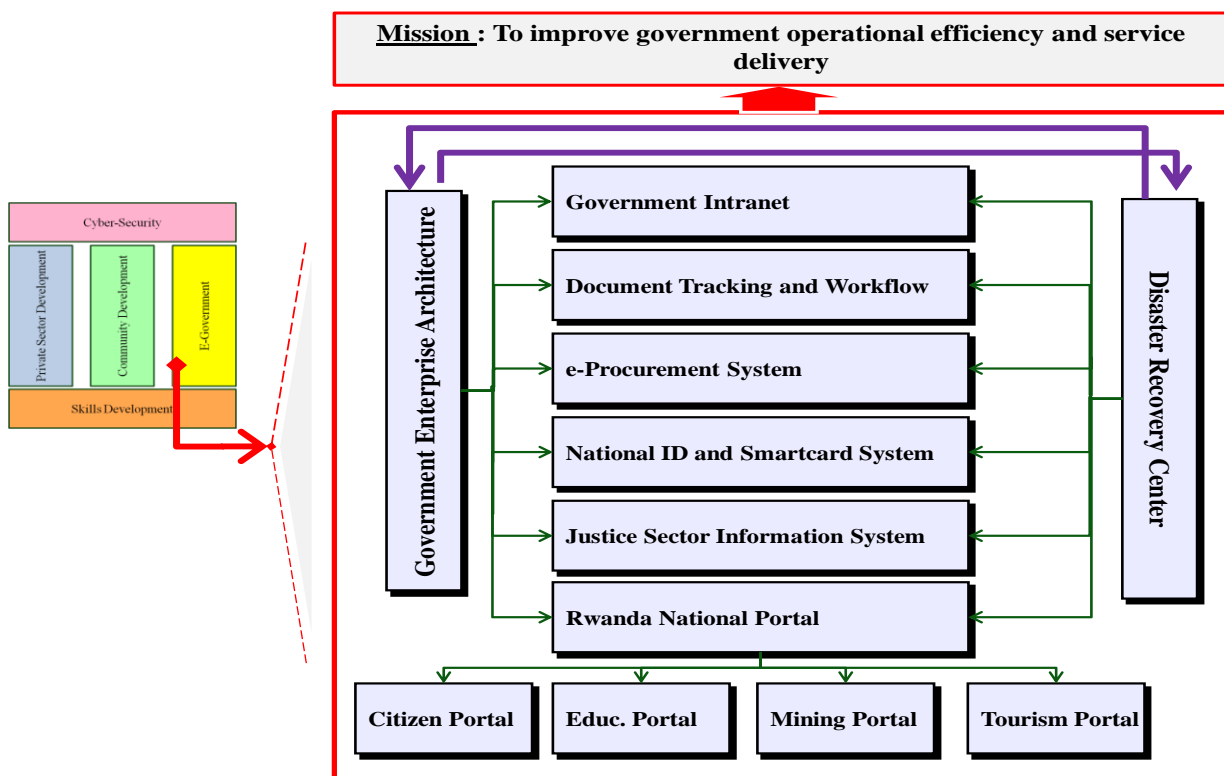 Mission : To improve government operational efficiency and service
delivery
Cyber-Security
Private Sector Development
Community Development
E-Government
Skills Development
Government Enterprise Architecture
Government Intranet
Document Tracking and Workflow
e-Procurement System
National ID and Smartcard System
Justice Sector Information System
Rwanda National Portal
Disaster Recovery Center
Citizen Portal
Educ. Portal
Mining Portal
Tourism Portal